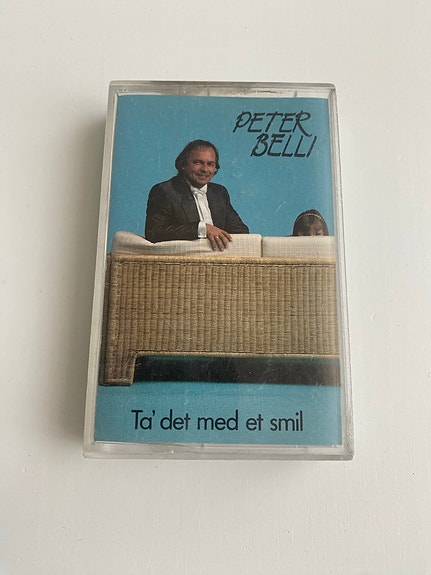 PETER
BELLI
Ta' det med et smil